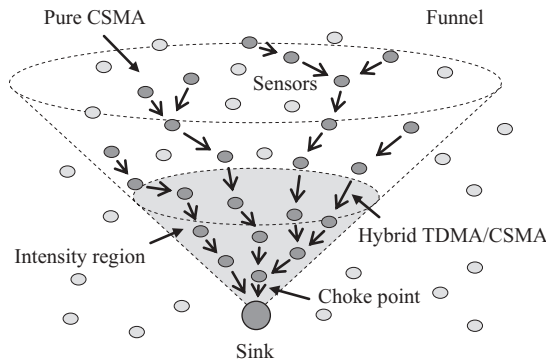 Pure CSMA
Funnel
Sensors
Hybrid TDMA/CSMA
Intensity region
Choke point
Sink